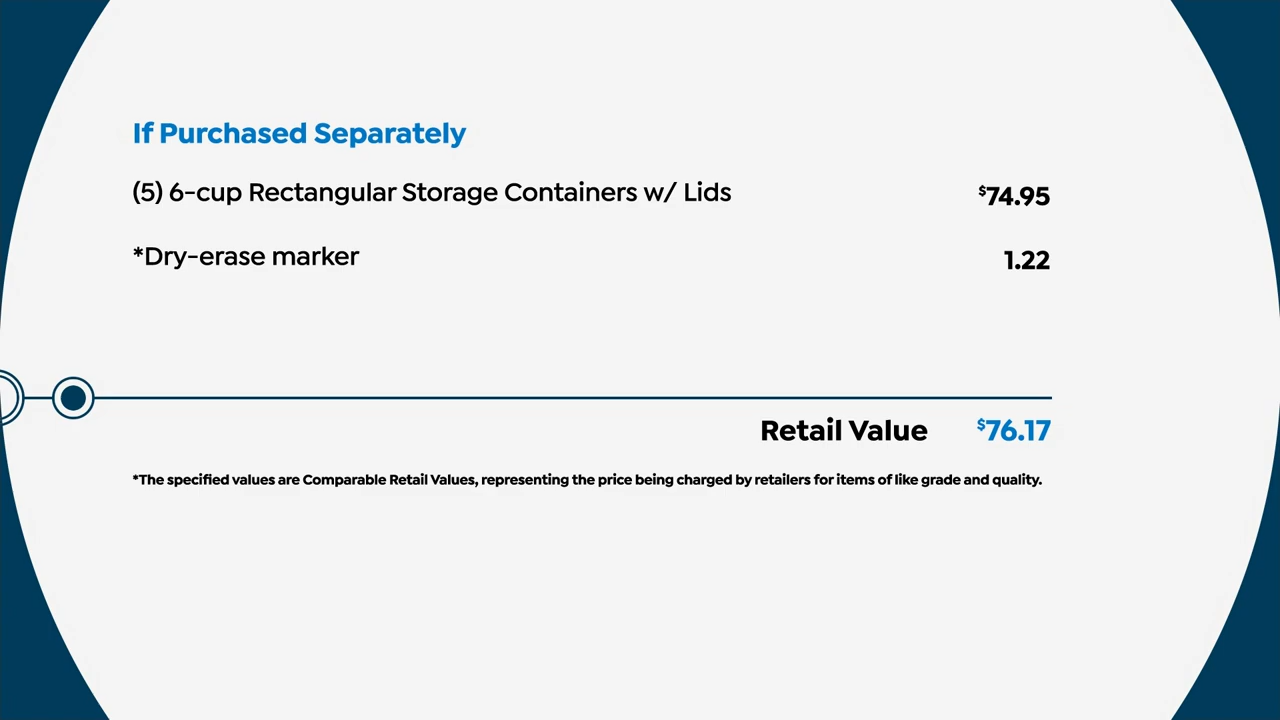 If Purchased Separately
(5) 6-cup Rectangular Storage Containers w/ Lids $74.95
*Dry-erase marker 1.22
Retail Value $76.17
*The specified values are Comparable Retail Values, representing the price being charged by retailers for items of like grade and quality.